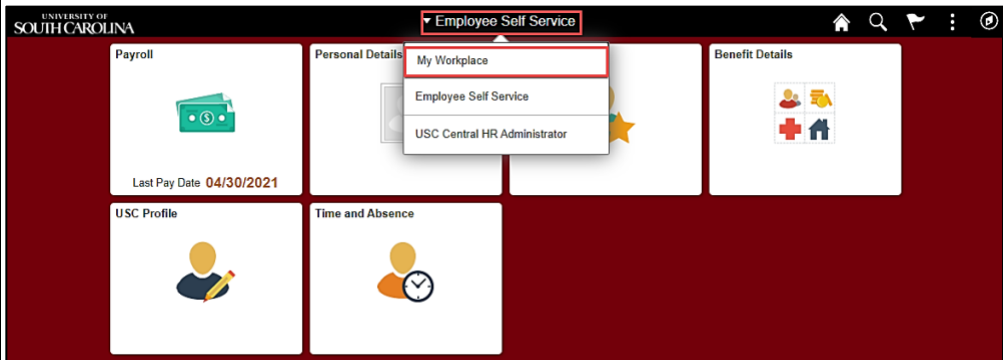 UNIVERSITY OF
SOUTH CAROLINA
Employee Self Service
Payroll
Personal Details
My Workplace
Employee Self Service
USC Central HR Administrator
Benefit Details
Last Pay Date 04/30/2021
USC Profile
Time and Absence